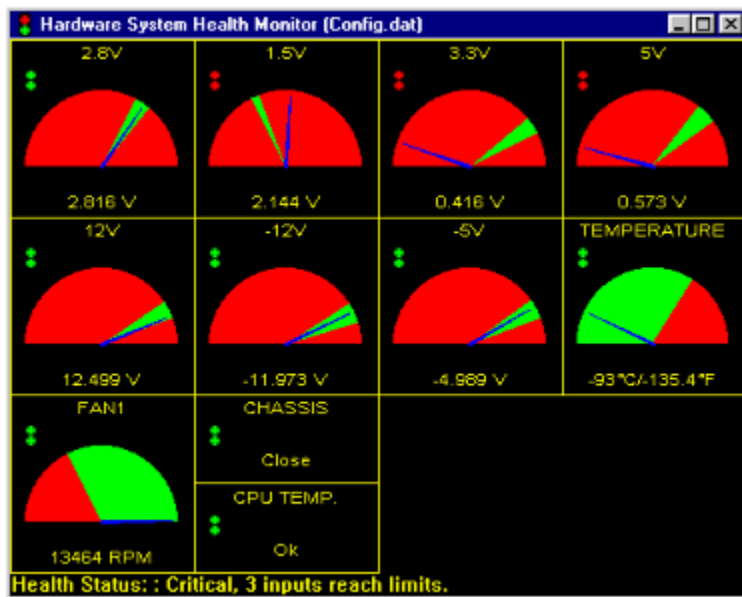 Hardware System Health Monitor (Config.dat)
2.8V
2.816 V
1.5V
2.144 V
3.3V
0.416 V
5V
0.573 V
12V
12.499 V
-12V
-11.973 V
-5V
-4.989 V
TEMPERATURE
-93°C/-135.4°F
FAN1
13464 RPM
CHASSIS
Close
CPU TEMP.
Ok
Health Status: : Critical, 3 inputs reach limits.